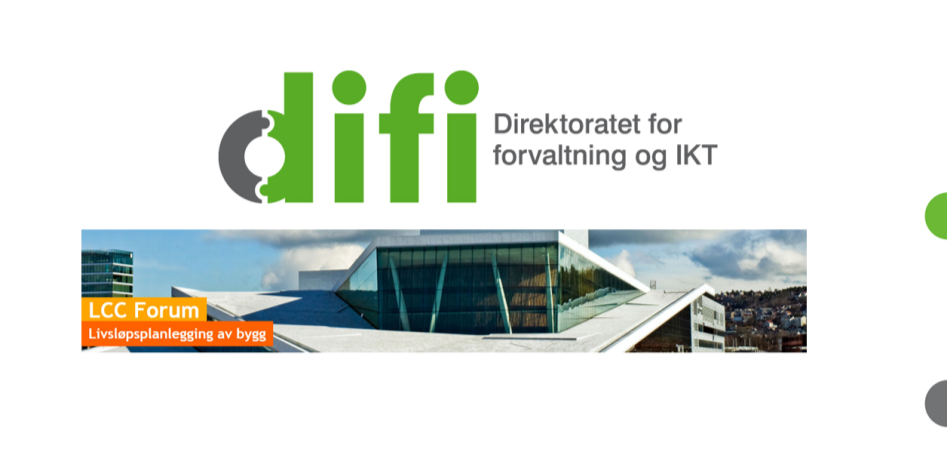 difi
Direktoratet for
forvaltning og IKT
LCC Forum
Livsløpsplanlegging av bygg